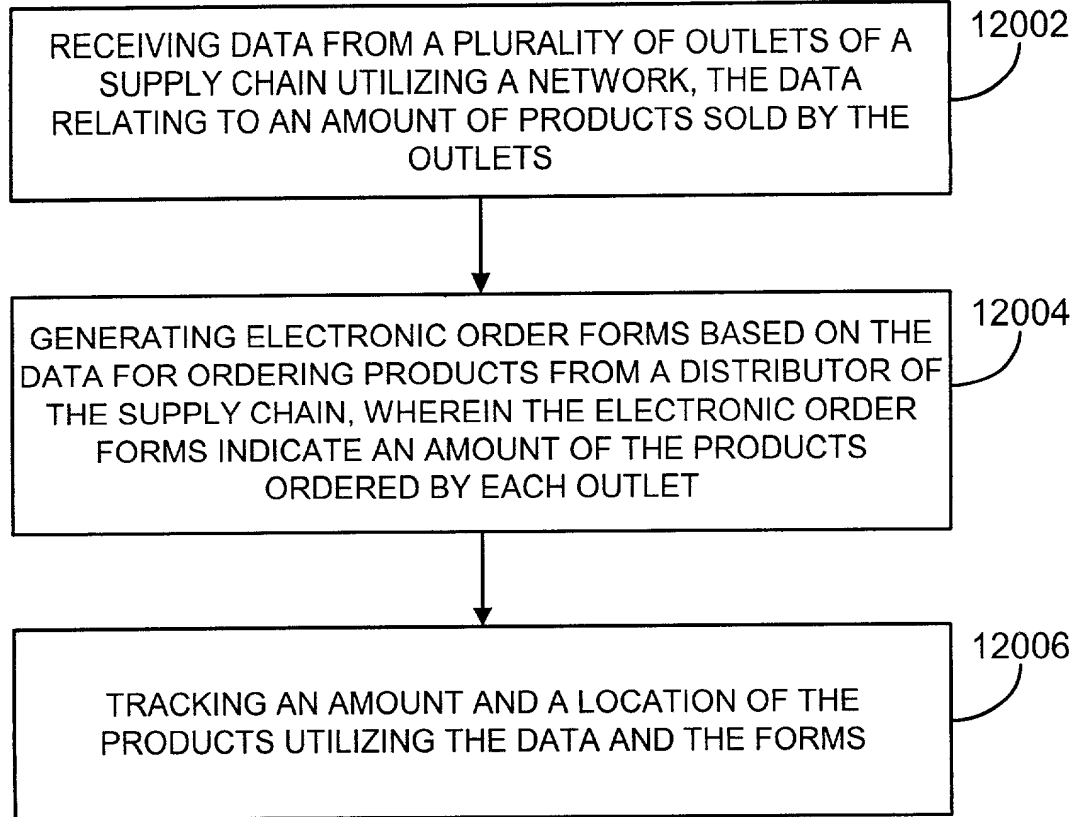 12002
RECEIVING DATA FROM A PLURALITY OF OUTLETS OF A
SUPPLY CHAIN UTILIZING A NETWORK, THE DATA
RELATING TO AN AMOUNT OF PRODUCTS SOLD BY THE
OUTLETS
12004
GENERATING ELECTRONIC ORDER FORMS BASED ON THE
DATA FOR ORDERING PRODUCTS FROM A DISTRIBUTOR OF
THE SUPPLY CHAIN, WHEREIN THE ELECTRONIC ORDER
FORMS INDICATE AN AMOUNT OF THE PRODUCTS
ORDERED BY EACH OUTLET
12006
TRACKING AN AMOUNT AND A LOCATION OF THE
PRODUCTS UTILIZING THE DATA AND THE FORMS